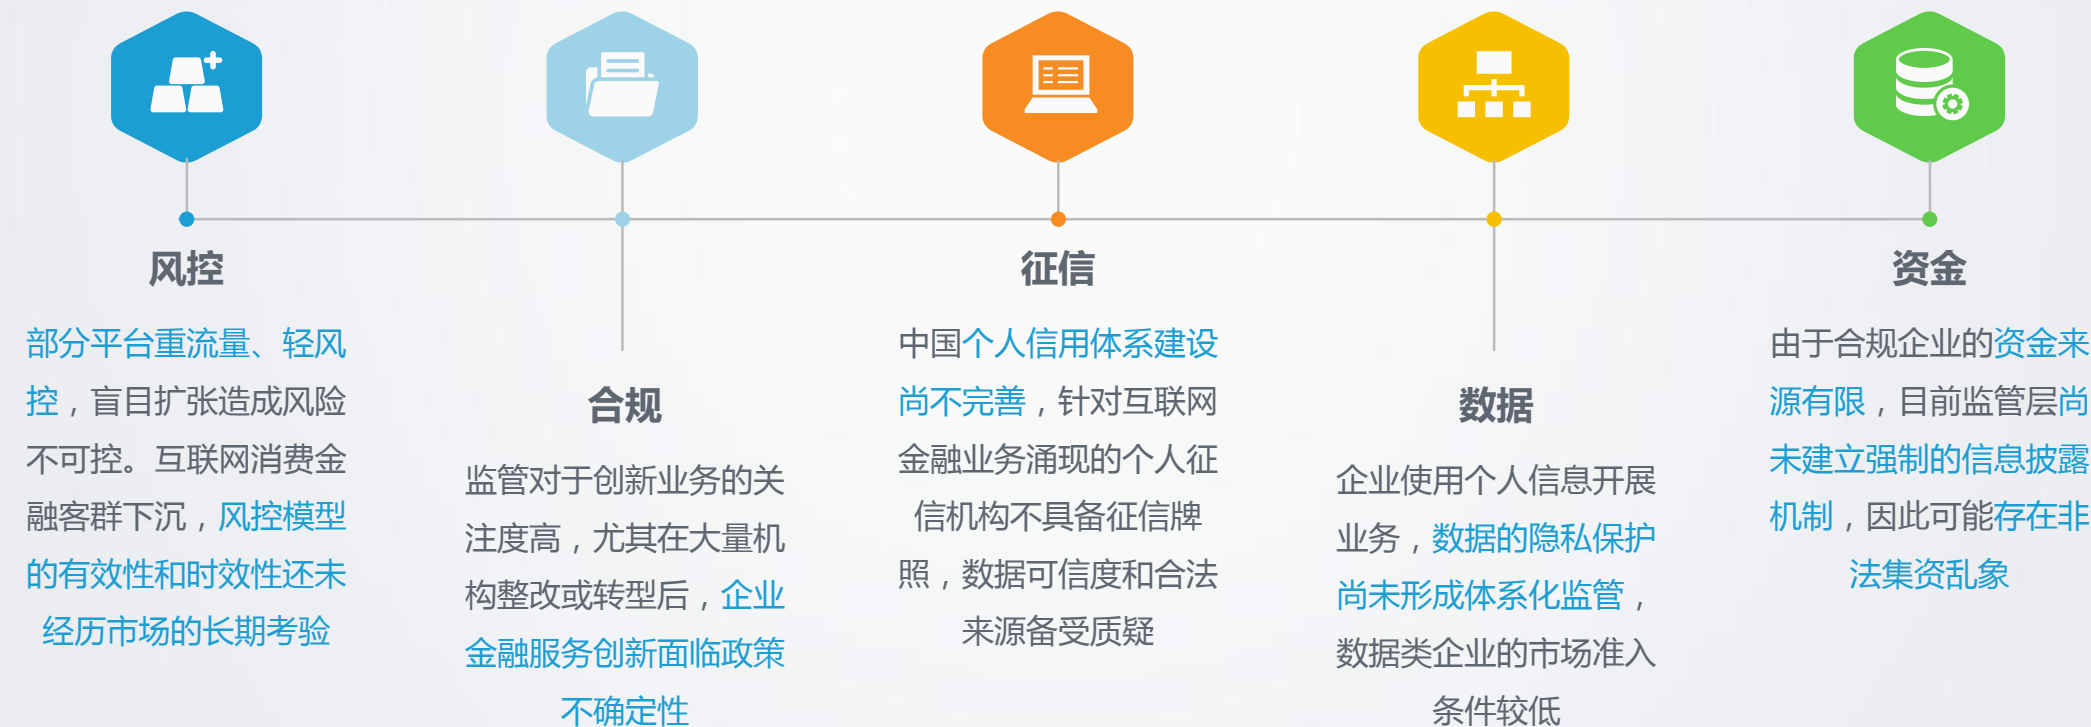 风控
部分平台重流量、轻风
控，盲目扩张造成风险
不可控。互联网消费金
融客群下沉，风控模型
的有效性和时效性还未
经历市场的长期考验
合规
监管对于创新业务的关
注度高，尤其在大量机
构整改或转型后，企业
金融服务创新面临政策
不确定性
征信
中国个人信用体系建设
尚不完善，针对互联网
金融业务涌现的个人征
信机构不具备征信牌
照，数据可信度和合法
来源备受质疑
数据
企业使用个人信息开展
业务，数据的隐私保护
尚未形成体系化监管，
数据类企业的市场准入
条件较低
资金
由于合规企业的资金来
源有限，目前监管层尚
未建立强制的信息披露
机制，因此可能存在非
法集资乱象